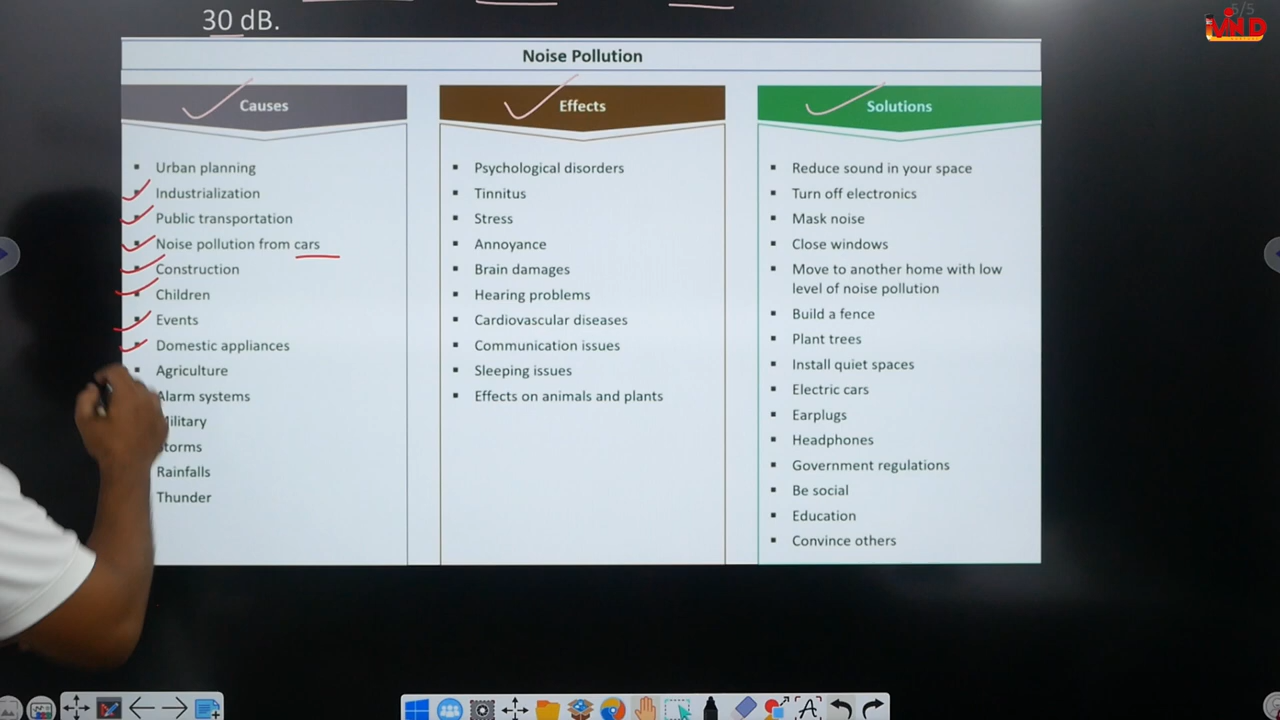 5/5
30 dB.
Noise Pollution
Causes
Urban planning
Industrialization
Public transportation
Noise pollution from cars
Construction
Children
Events
Domestic appliances
Agriculture
Alarm systems
Military
Storms
Rainfalls
Thunder
Effects
Psychological disorders
Tinnitus
Stress
Annoyance
Brain damages
Hearing problems
Cardiovascular diseases
Communication issues
Sleeping issues
Effects on animals and plants
Solutions
Reduce sound in your space
Turn off electronics
Mask noise
Close windows
Move to another home with low
level of noise pollution
Build a fence
Plant trees
Install quiet spaces
Electric cars
Earplugs
Headphones
Government regulations
Be social
Education
Convince others